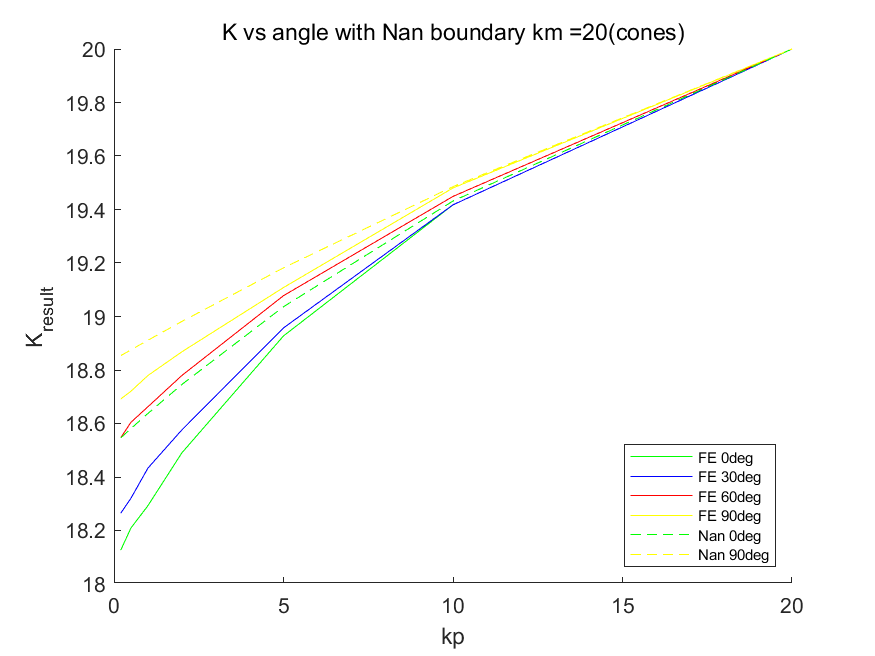 K vs angle with Nan boundary km =20(cones)
20
19.8
19.6
19.4
19.2
19
18.8
18.6
18.4
18.2
18
K_result
0
5
10
15
20
kp
FE 0deg
FE 30deg
FE 60deg
FE 90deg
Nan 0deg
Nan 90deg